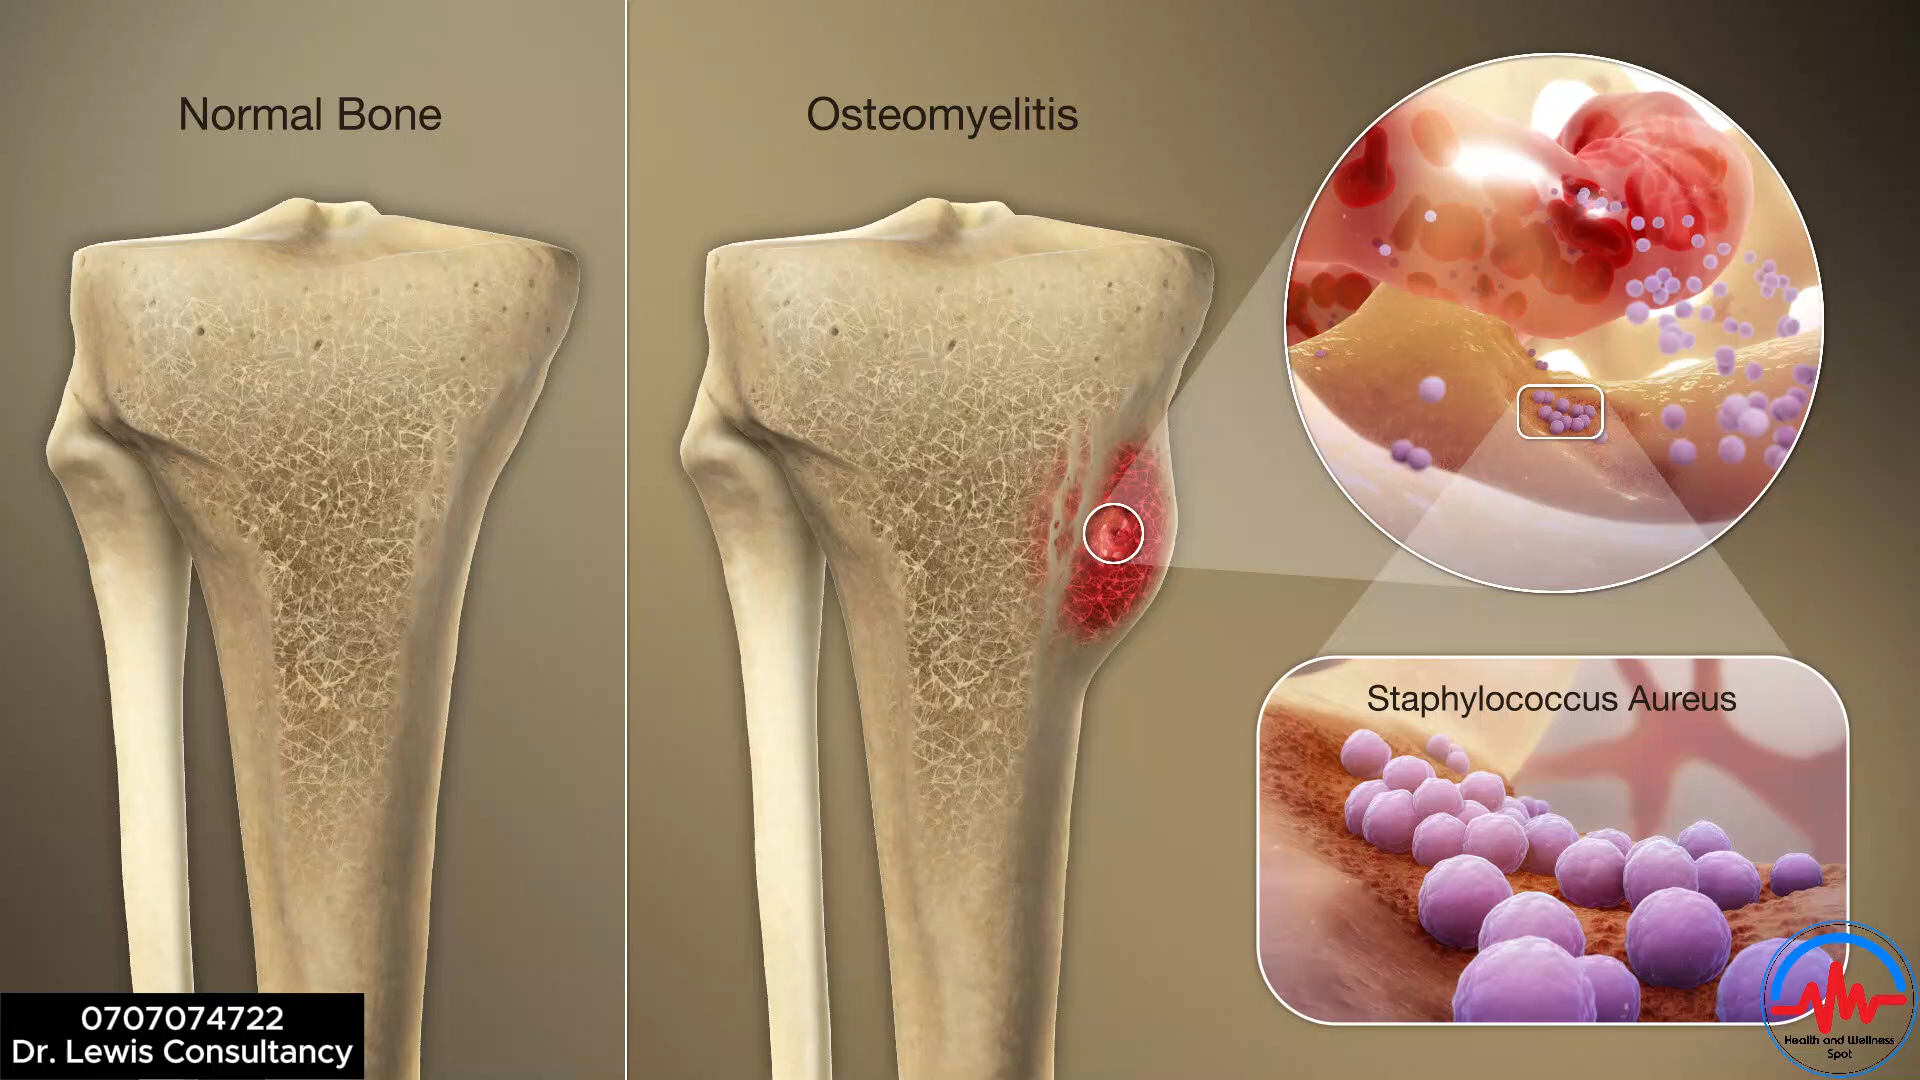 Normal Bone
Osteomyelitis
Staphylococcus Aureus
0707074722
Dr. Lewis Consultancy
Health and Wellness
Spot